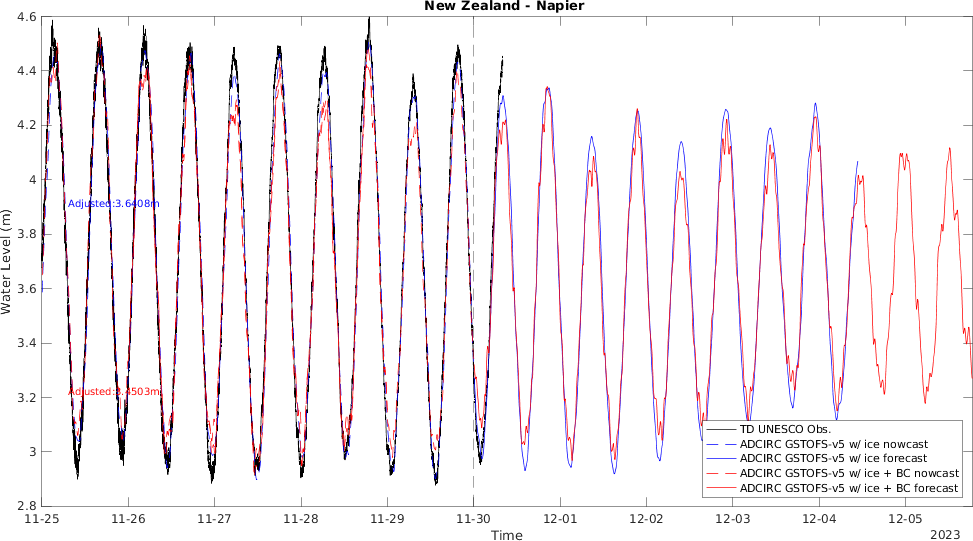 New Zealand - Napier
4.6
4.4
4.2
4
3.8
3.6
3.4
3.2
3
2.8
Water Level (m)
Adjusted:3.6408m
Adjusted:3.4503m
TD UNESCO Obs.
ADCIRC GSTOFS-v5 w/ ice nowcast
ADCIRC GSTOFS-v5 w/ ice forecast
ADCIRC GSTOFS-v5 w/ ice + BC nowcast
ADCIRC GSTOFS-v5 w/ ice + BC forecast
11-25 11-26 11-27 11-28 11-29 11-30 12-01 12-02 12-03 12-04 12-05
Time
2023